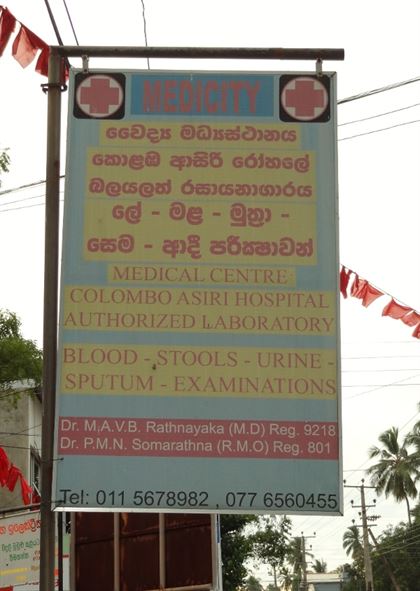 MEDICITY
වෛද්‍ය මධ්‍යස්ථානය
කොළඹ ආසිරි රෝහලේ
බලයලත් රසායනාගාරය
ලේ - මළ - මුත්‍රා -
සෙම - ආදී පරීක්‍ෂාවන්
MEDICAL CENTRE:
COLOMBO ASIRI HOSPITAL
AUTHORIZED LABORATORY
BLOOD - STOOLS - URINE -
SPUTUM - EXAMINATIONS
Dr. M.A.V.B. Rathnayaka (M.D) Reg. 9218
Dr. P.M.N. Somarathna (R.M.O) Reg. 801
Tel: 011 5678982 , 077 6560455